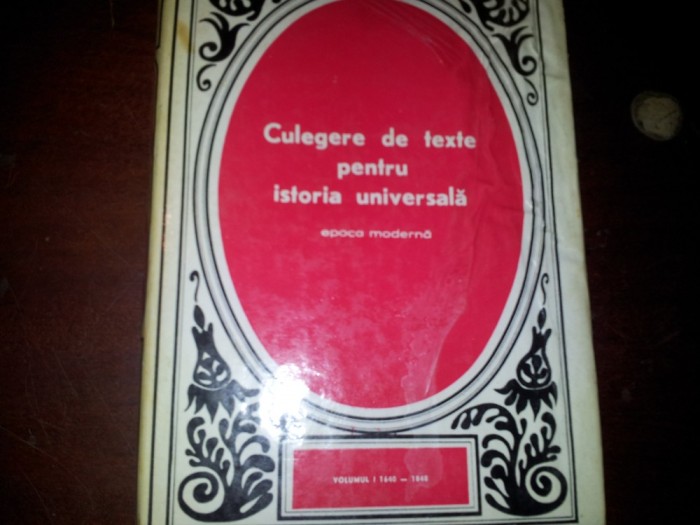 Culegere de texte
pentru
istoria universală
epoca modernă
VOLUMUL I 1640 — 1848